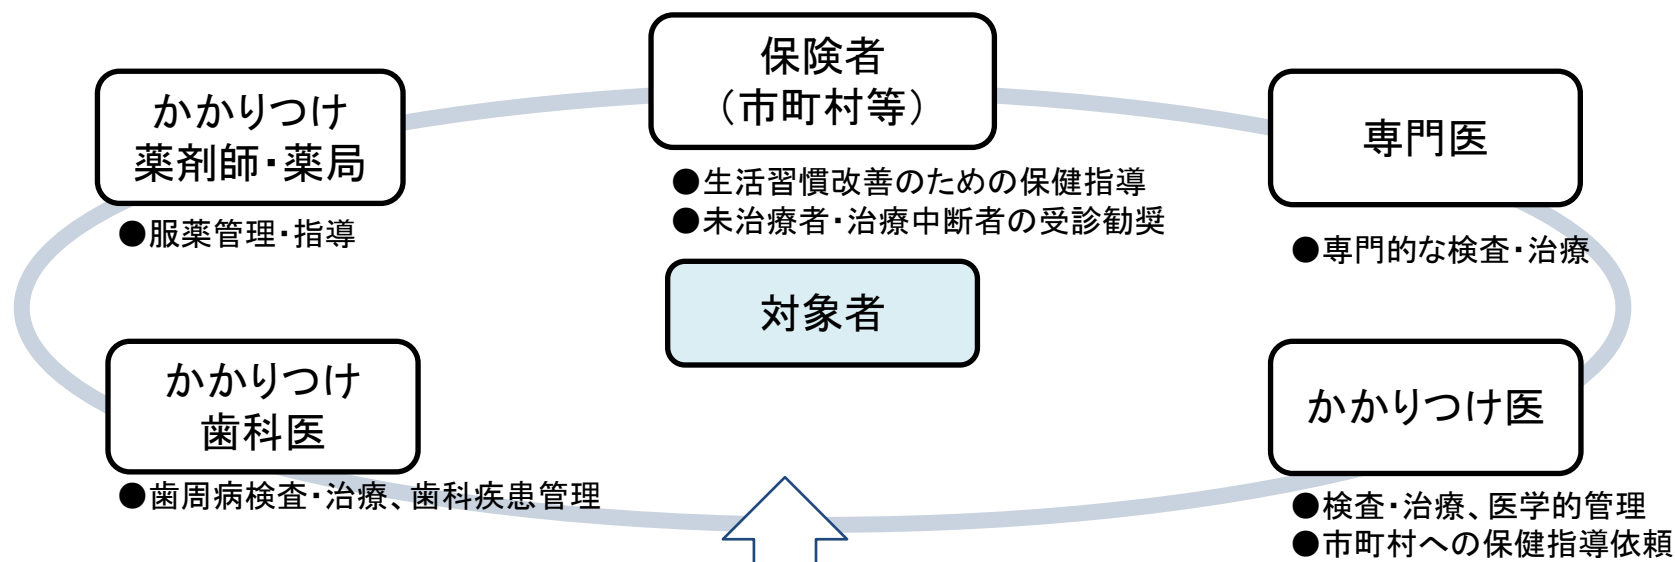 保険者
（市町村等）
●生活習慣改善のための保健指導
●未治療者・治療中断者の受診勧奨
かかりつけ
薬剤師・薬局
●服薬管理・指導
専門医
●専門的な検査・治療
対象者
かかりつけ
歯科医
●歯周病検査・治療、歯科疾患管理
かかりつけ医
●検査・治療、医学的管理
●市町村への保健指導依頼